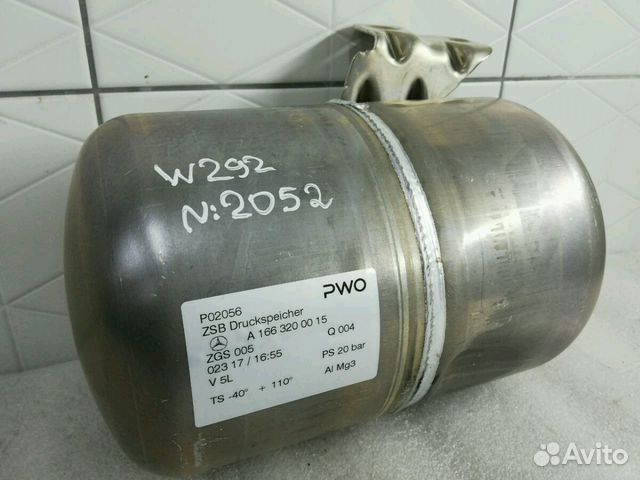 W292
N:2052
PWO
P02056
ZSB Druckspeicher
A 166 320 00 15
ZGS 005
Q 004
023 17 / 16:55
V 5L
PS 20 bar
TS -40° + 110°
Al Mg3
Avito